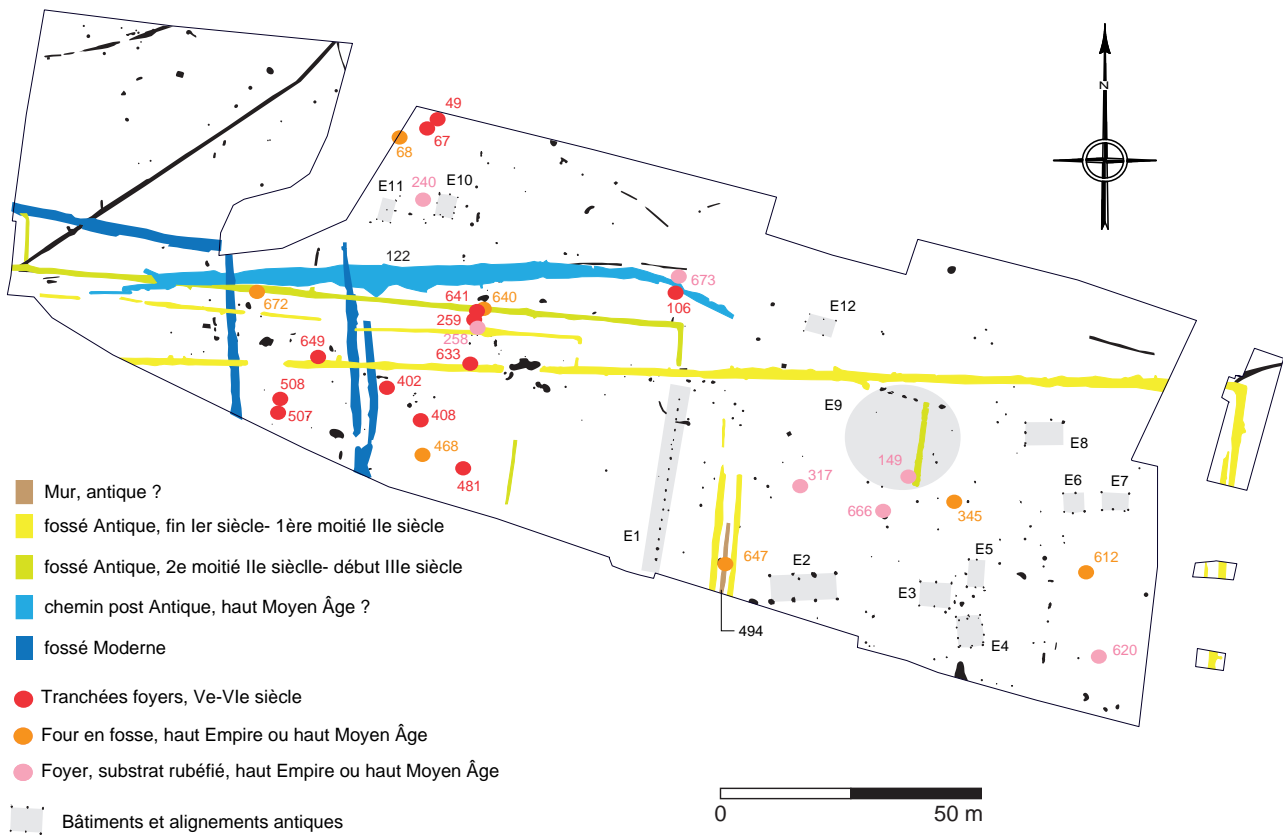 49
67
68
N
240
E10
E11
122
673
106
641
640
672
259
258
E12
649
633
508
402
507
408
E9
E8
468
149
317
481
E6
E7
666
345
Mur, antique ?
fossé Antique, fin Ier siècle- 1ère moitié IIe siècle
fossé Antique, 2e moitié IIe sièclle- début IIIe siècle
chemin post Antique, haut Moyen Âge ?
fossé Moderne
E1
647
E2
E5
612
E3
494
E4
620
Tranchées foyers, Ve-VIe siècle
Four en fosse, haut Empire ou haut Moyen Âge
Foyer, substrat rubéfié, haut Empire ou haut Moyen Âge
Bâtiments et alignements antiques
0
50 m